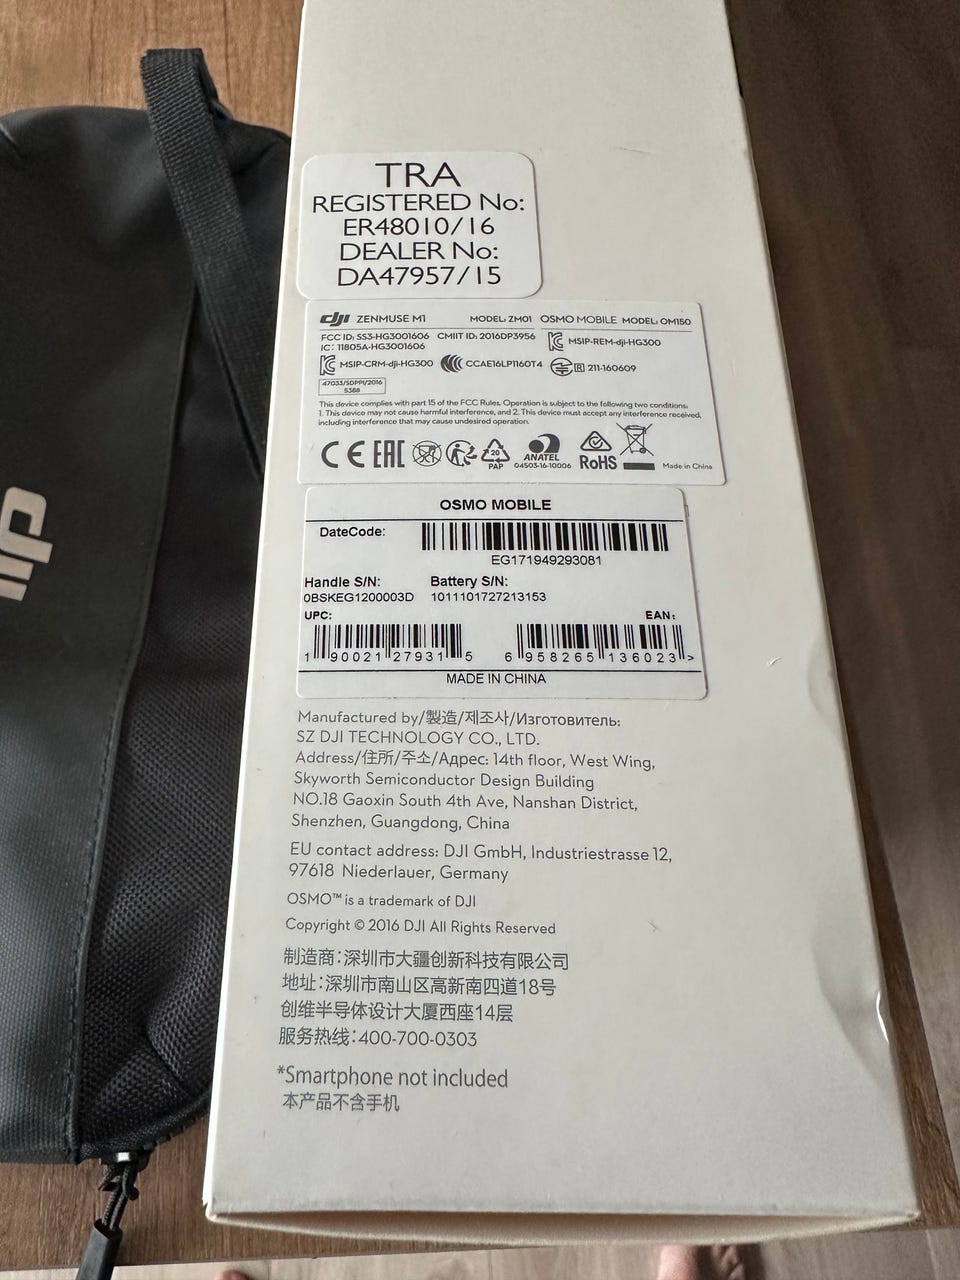 TRA
REGISTERED No:
ER48010/16
DEALER No:
DA47957/15
dji ZENMUSE M1 MODEL: ZM01 OSMO MOBILE MODEL: OM150
FCC ID: SS3-HG3001606 CMIIT ID: 2016DP3956
IC: 11805A-HG3001606
MSIP-REM-dji-HG300
MSIP-CRM-dji-HG300 CCAE16LP1160T4 R 211-160609
47033/SDPPI/2016
5388
This device complies with part 15 of the FCC Rules. Operation is subject to the following two conditions:
1. This device may not cause harmful interference, and 2. This device must accept any interference received,
including interference that may cause undesired operation.
CE EAC 20 PAP ANATEL 04503-16-10006 RoHS Made in China
OSMO MOBILE
DateCode:
EG171949293081
Handle S/N: Battery S/N:
0BSKEG1200003D 1011101727213153
UPC: EAN:
1 90021 27931 5 6 958265 136023 >
MADE IN CHINA
Manufactured by/製造/제조사/Изготовитель:
SZ DJI TECHNOLOGY CO., LTD.
Address/住所/주소/Адрес: 14th floor, West Wing,
Skyworth Semiconductor Design Building
NO.18 Gaoxin South 4th Ave, Nanshan District,
Shenzhen, Guangdong, China
EU contact address: DJI GmbH, Industriestrasse 12,
97618 Niederlauer, Germany
OSMO™ is a trademark of DJI
Copyright © 2016 DJI All Rights Reserved
制造商:深圳市大疆创新科技有限公司
地址:深圳市南山区高新南四道18号
创维半导体设计大厦西座14层
服务热线:400-700-0303
*Smartphone not included
本产品不含手机
dji